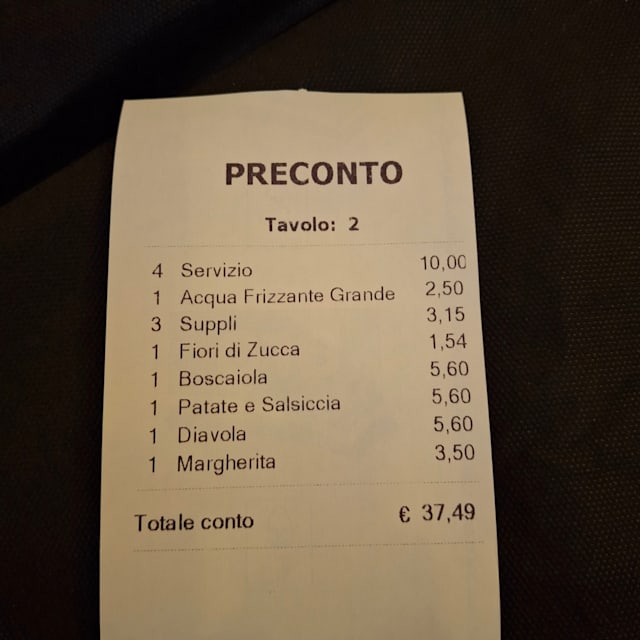 PRECONTO
Tavolo: 2
4 Servizio 10,00
1 Acqua Frizzante Grande 2,50
3 Suppli 3,15
1 Fiori di Zucca 1,54
1 Boscaiola 5,60
1 Patate e Salsiccia 5,60
1 Diavola 5,60
1 Margherita 3,50
Totale conto € 37,49